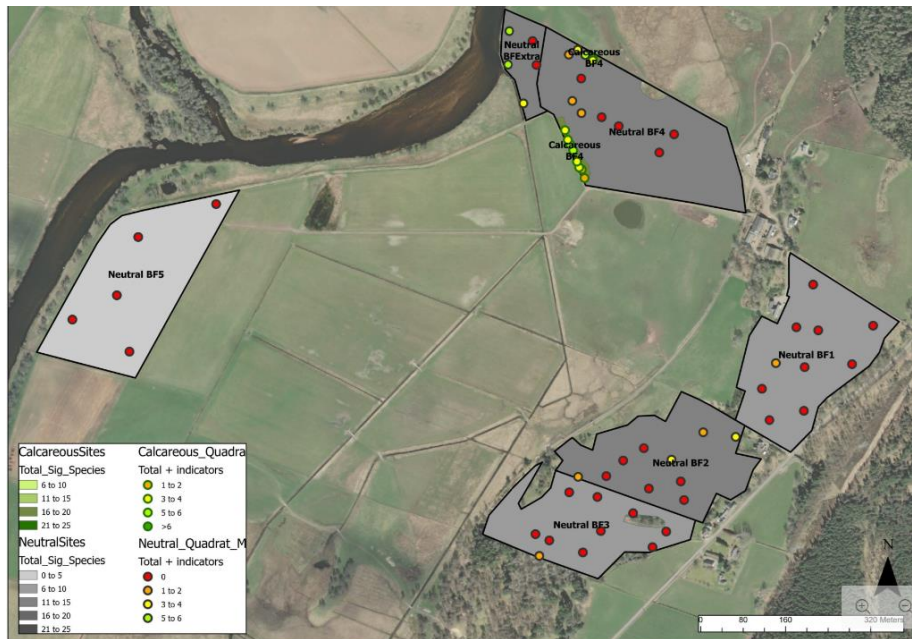 Neutral
BFExtra
Calcareous
BF4
Neutral BF4
Calcareous
BF4
Neutral BF5
Neutral BF1
Neutral BF2
Neutral BF3
CalcareousSites
Total_Sig_Species
6 to 10
11 to 15
16 to 20
21 to 25
NeutralSites
Total_Sig_Species
0 to 5
6 to 10
11 to 15
16 to 20
21 to 25
Calcareous_Quadra
Total + indicators
1 to 2
3 to 4
5 to 6
>6
Neutral_Quadrat_M
Total + indicators
0
1 to 2
3 to 4
5 to 6
N
0 80 160 320 Meters